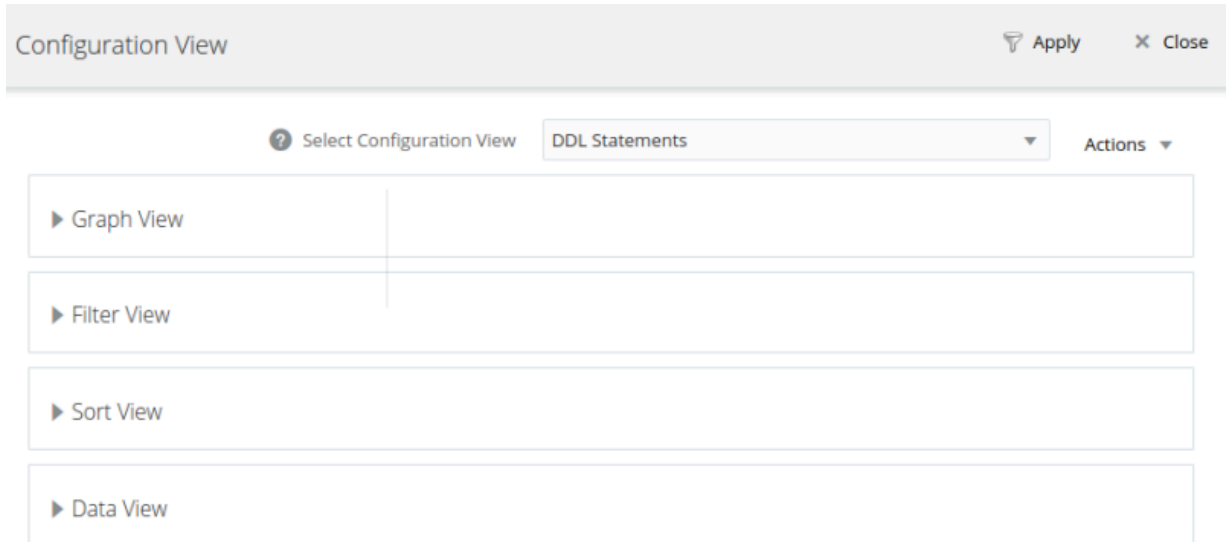 Configuration View Apply Close
Select Configuration View DDL Statements Actions
Graph View
Filter View
Sort View
Data View